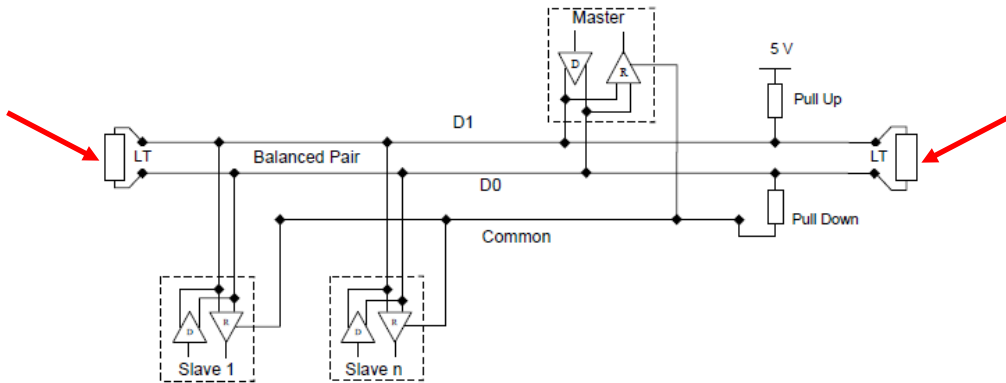 Master
D
R
5 V
Pull Up
D1
LT
Balanced Pair
LT
D0
Pull Down
Common
D
R
D
R
Slave 1
Slave n